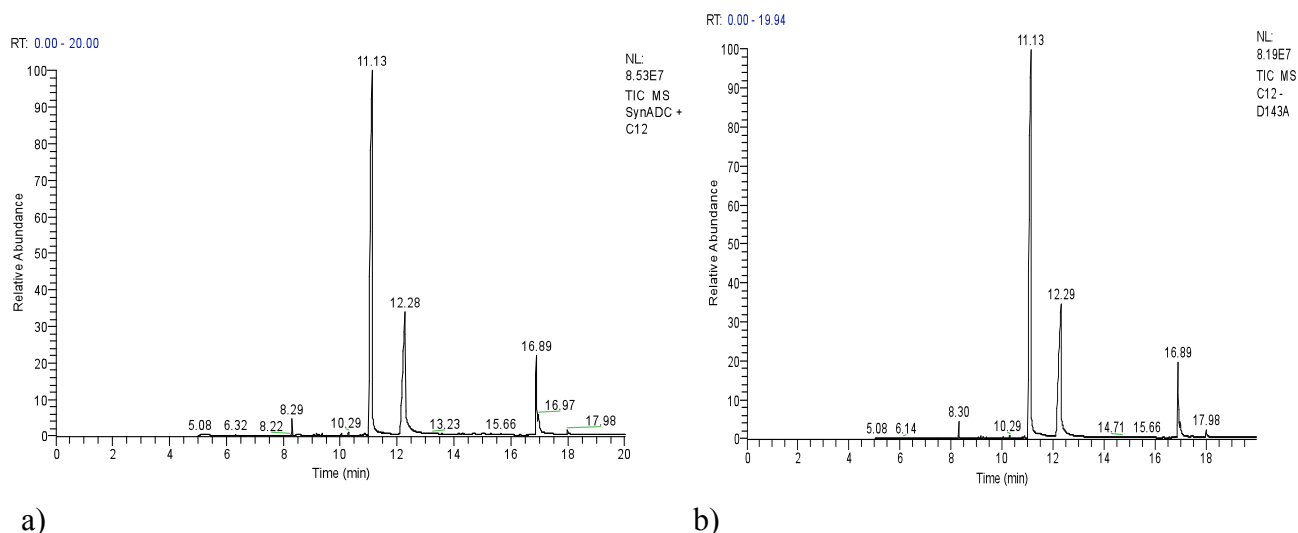 RT: 0.00 - 20.00
NL:
8.53E7
TIC MS
SynADC +
C12
11.13
12.28
16.89
16.97
17.98
8.29
5.08
6.32
8.22
10.29
13.23
15.66
100
90
80
70
60
50
40
30
20
10
0
Relative Abundance
0 2 4 6 8 10 12 14 16 18 20
Time (min)
a)
RT: 0.00 - 19.94
NL:
8.19E7
TIC MS
C12 -
D143A
11.13
12.29
16.89
17.98
8.30
5.08
6.14
10.29
14.71
15.66
100
90
80
70
60
50
40
30
20
10
0
Relative Abundance
0 2 4 6 8 10 12 14 16 18
Time (min)
b)